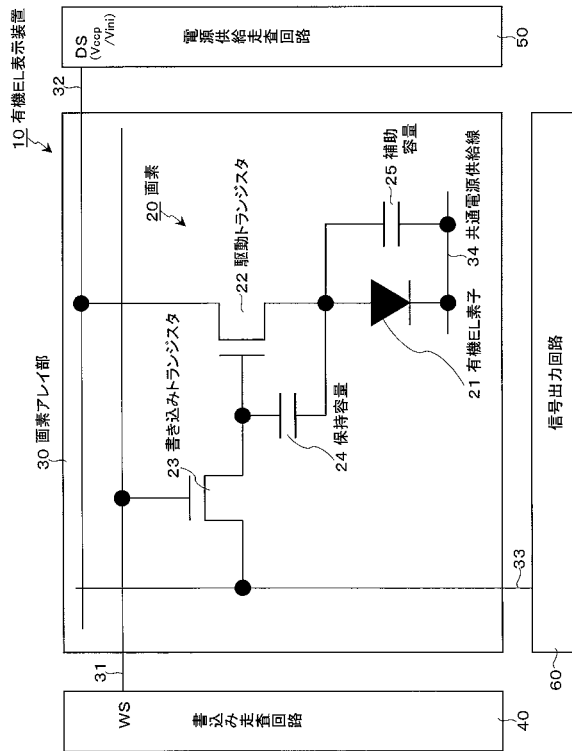 10 有機EL表示装置
電源供給走査回路
50
DS
(Vccp
/Vini)
32
20 画素
22 駆動トランジスタ
25 補助
容量
34 共通電源供給線
21 有機EL素子
24 保持容量
23 書き込みトランジスタ
30 画素アレイ部
33
信号出力回路
60
31
WS
書込み走査回路
40